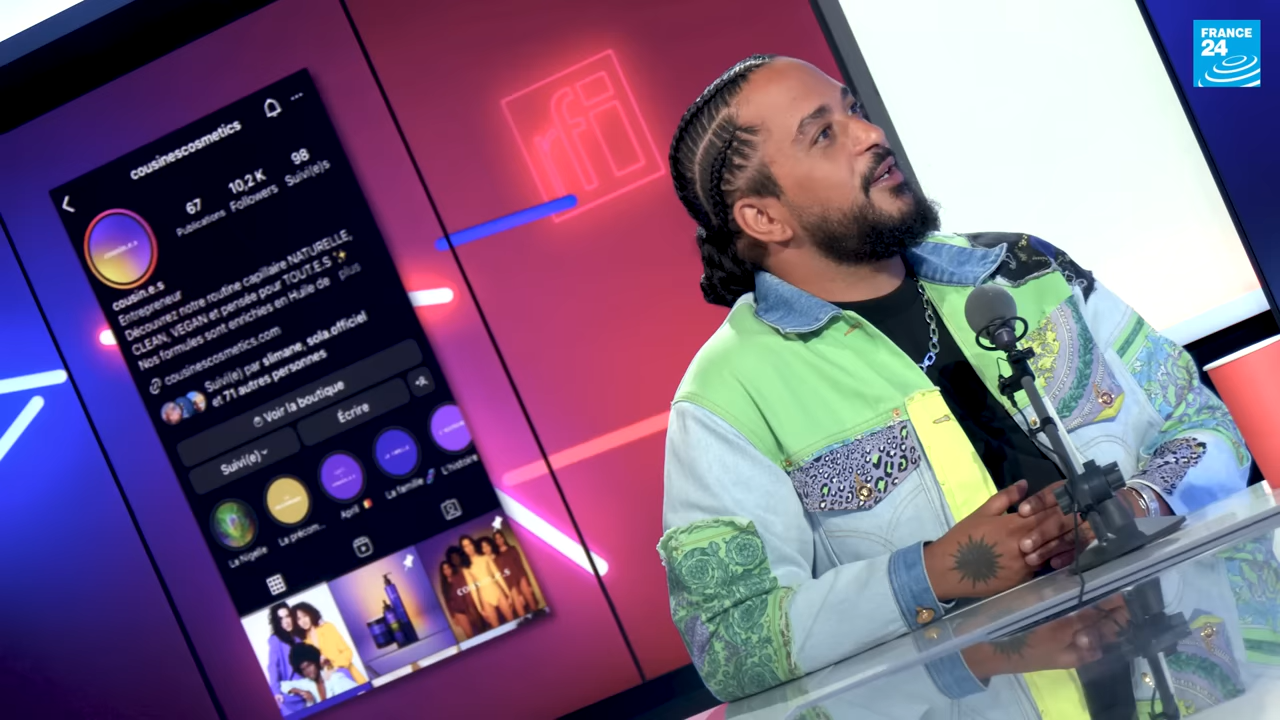 FRANCE
24
rfi
cousinescosmetics
67
Publications
10,2 K
Followers
98
Suivi(e)s
cousin.e.s
Entrepreneur
Découvrez notre routine capillaire NATURELLE,
CLEAN, VEGAN et pensée pour TOUT.E.S ✨
Nos formules sont enrichies en Huile de plus
cousinescosmetics.com
Suivi(e) par slimane, sola.officiel
et 71 autres personnes
Voir la boutique
Suivi(e)
Écrire
La Nigelle
La précom...
April
La famille
L'histoire